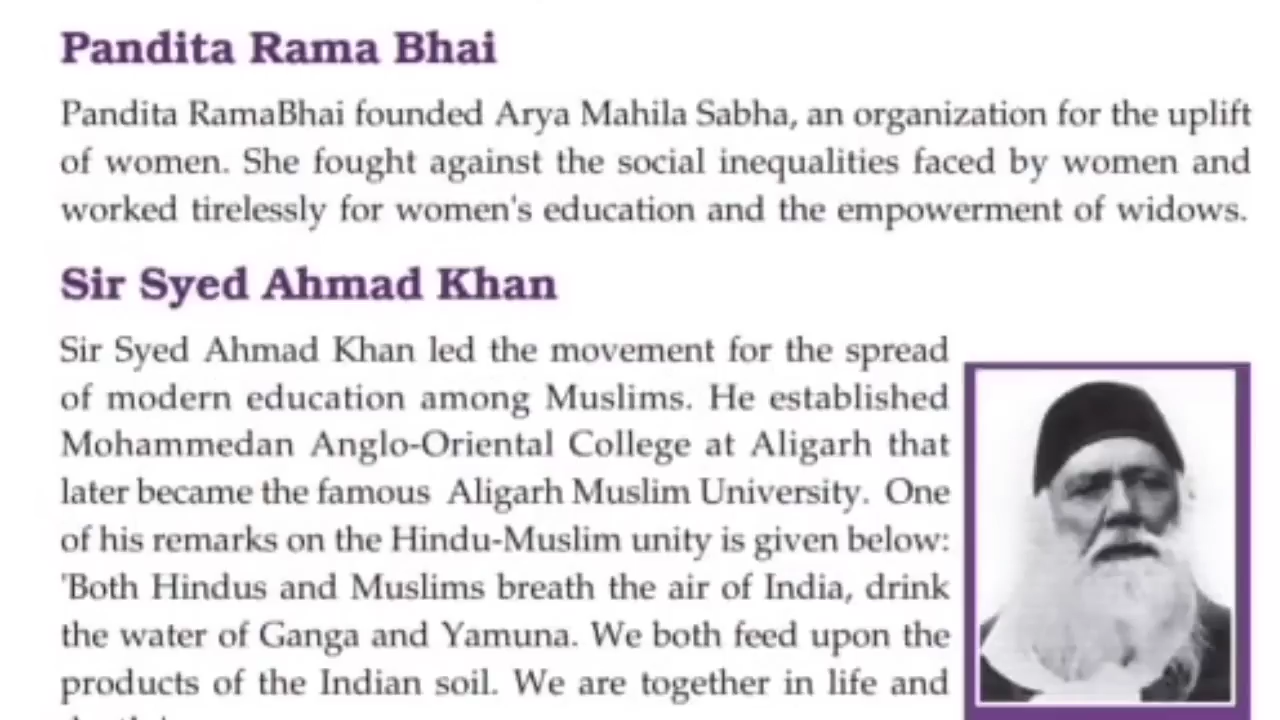 Pandita Rama Bhai
Pandita RamaBhai founded Arya Mahila Sabha, an organization for the uplift
of women. She fought against the social inequalities faced by women and
worked tirelessly for women's education and the empowerment of widows.
Sir Syed Ahmad Khan
Sir Syed Ahmad Khan led the movement for the spread
of modern education among Muslims. He established
Mohammedan Anglo-Oriental College at Aligarh that
later became the famous Aligarh Muslim University. One
of his remarks on the Hindu-Muslim unity is given below:
'Both Hindus and Muslims breath the air of India, drink
the water of Ganga and Yamuna. We both feed upon the
products of the Indian soil. We are together in life and